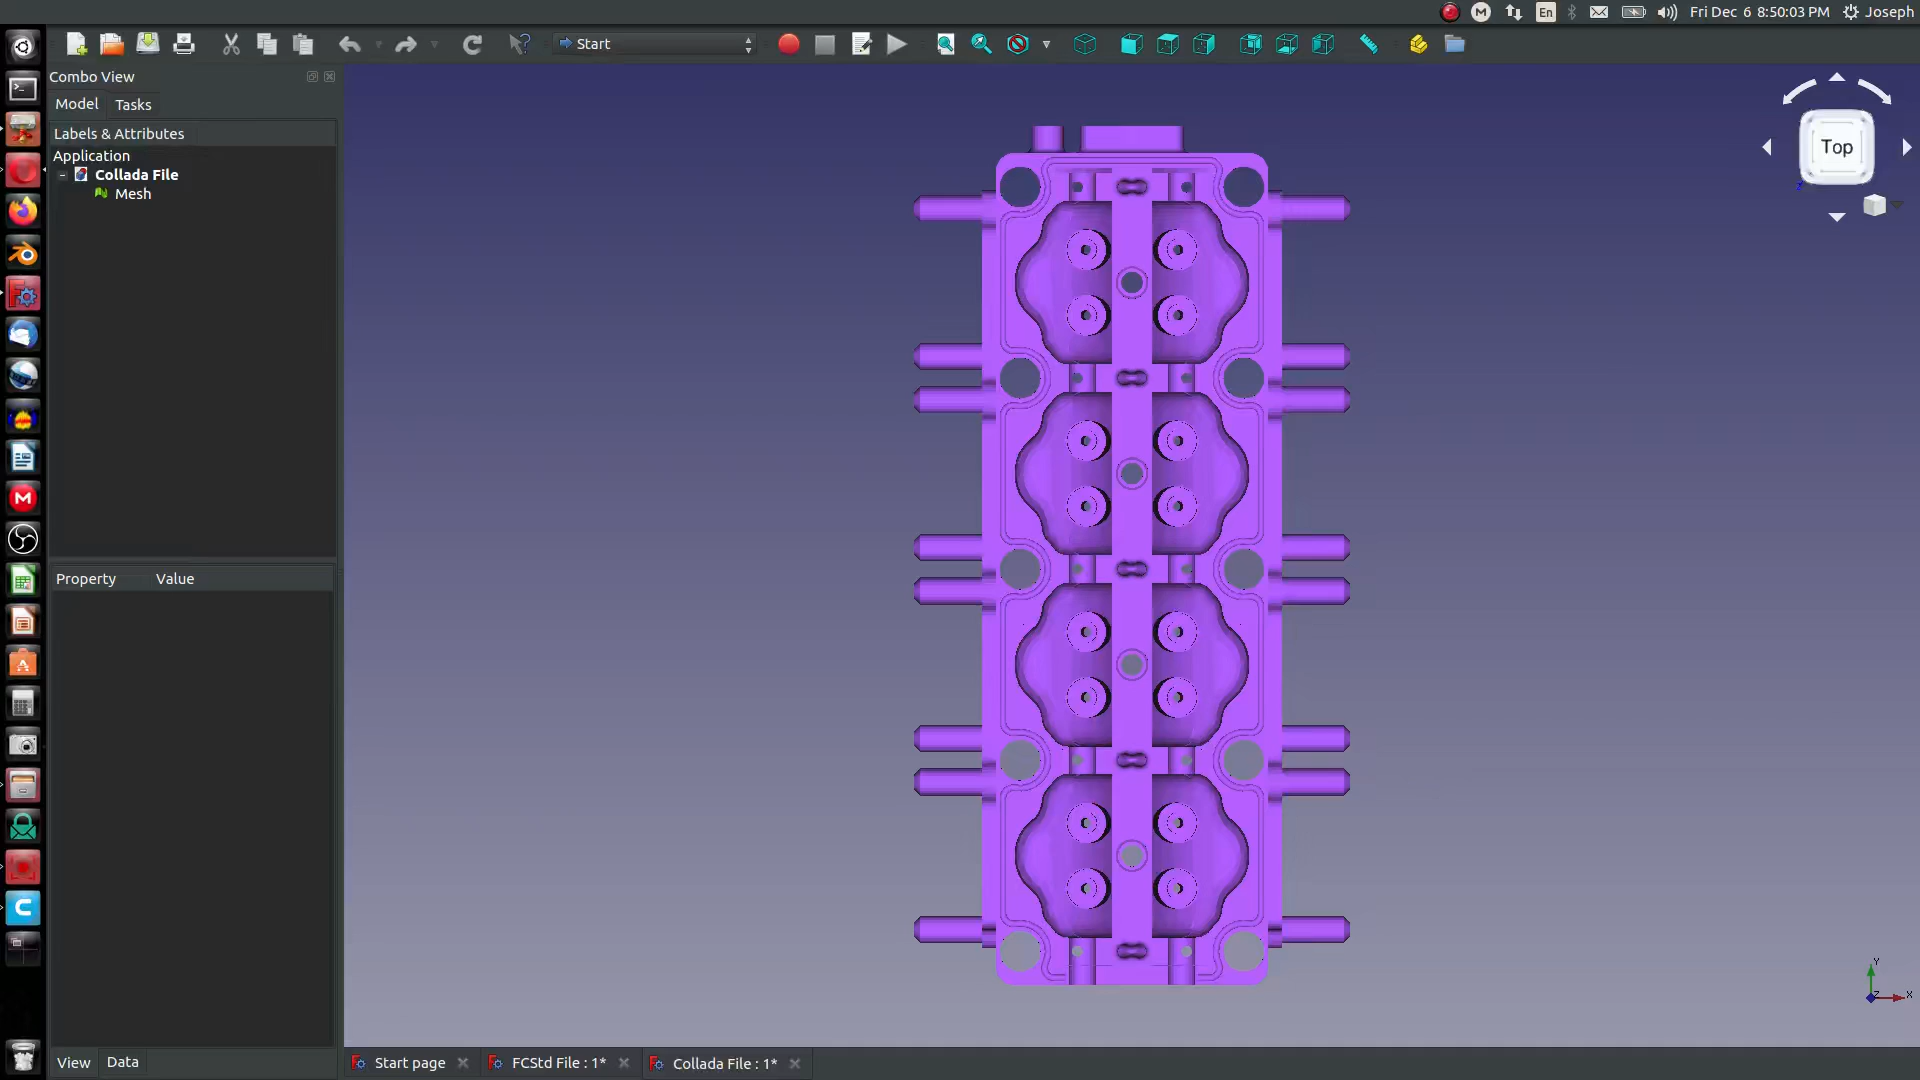 En
Fri Dec 6 8:50:03 PM
Joseph
Start
Combo View
Model
Tasks
Labels & Attributes
Application
Collada File
Mesh
Top
Property
Value
Y
Z
X
View
Data
Start page
FCStd File : 1*
Collada File : 1*